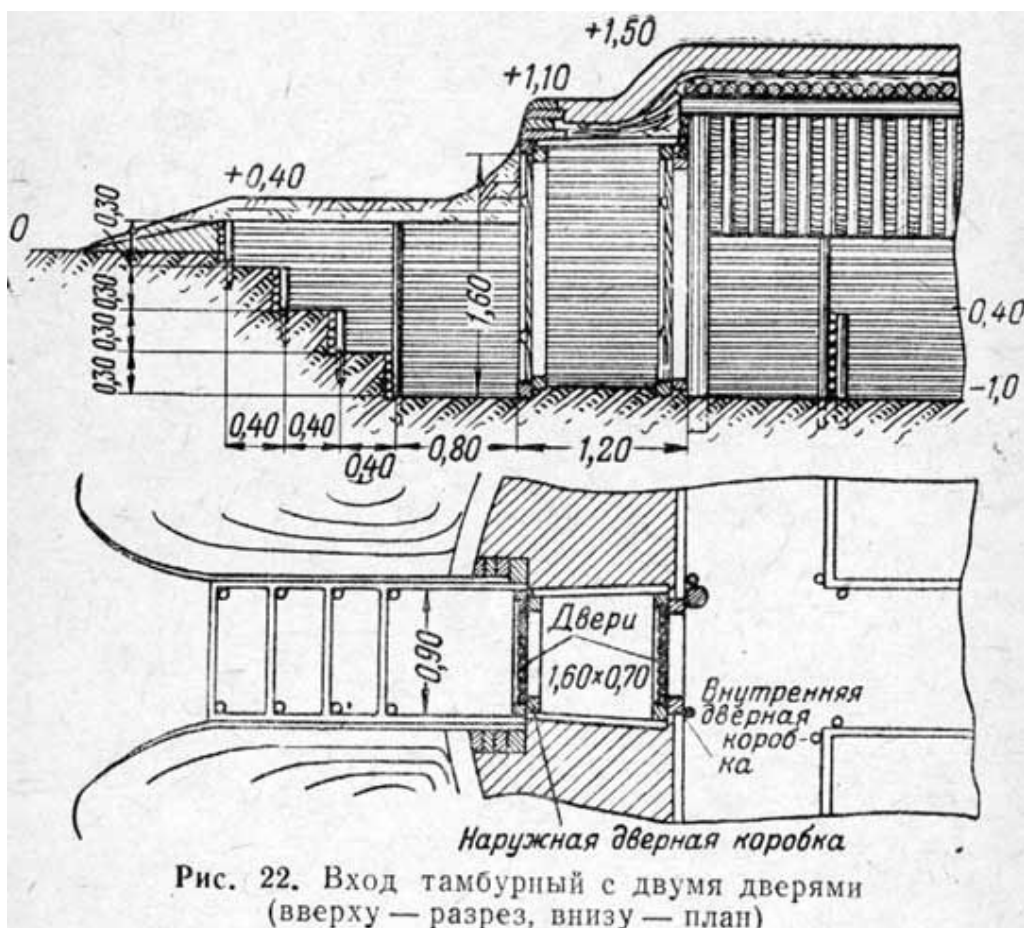 +1,50
+1,10
+0,40
0
0,30
0,30
0,30
0,30
1,60
0,40
-1,0
0,40
0,40
0,40
0,80
1,20
0,90
Двери
1,60×0,70
Внутренняя
дверная
короб-
ка
Наружная дверная коробка
Рис. 22. Вход тамбурный с двумя дверями
(вверху — разрез, внизу — план)